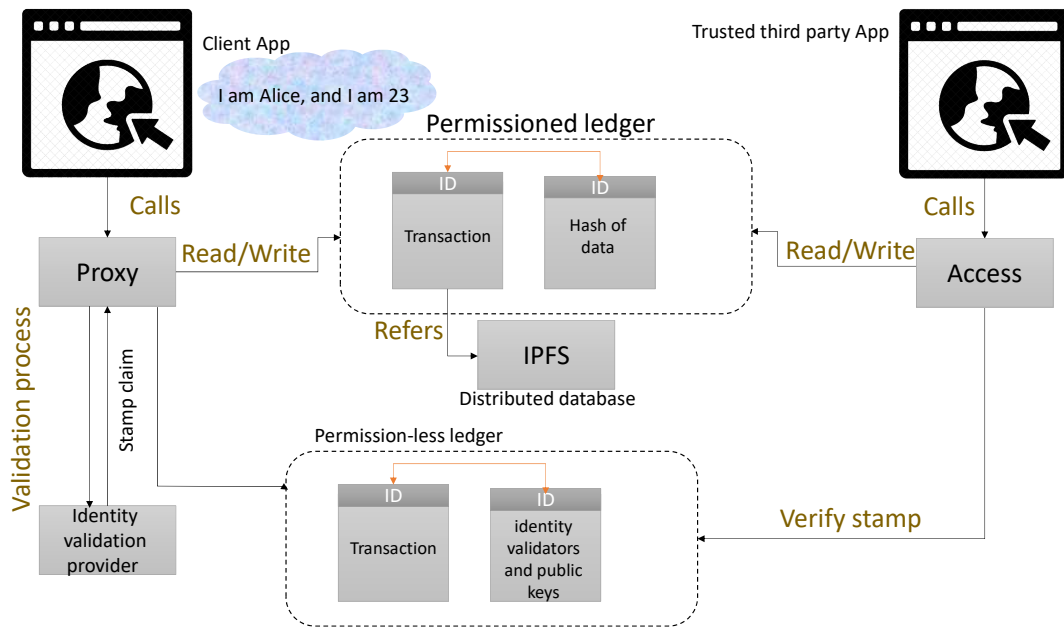 Client App
Trusted third party App
I am Alice, and I am 23
Permissioned ledger
ID
ID
Transaction
Hash of
data
Calls
Calls
Read/Write
Read/Write
Proxy
Access
Refers
IPFS
Distributed database
Validation process
Stamp claim
Permission-less ledger
ID
ID
Transaction
identity
validators
and public
keys
Identity
validation
provider
Verify stamp